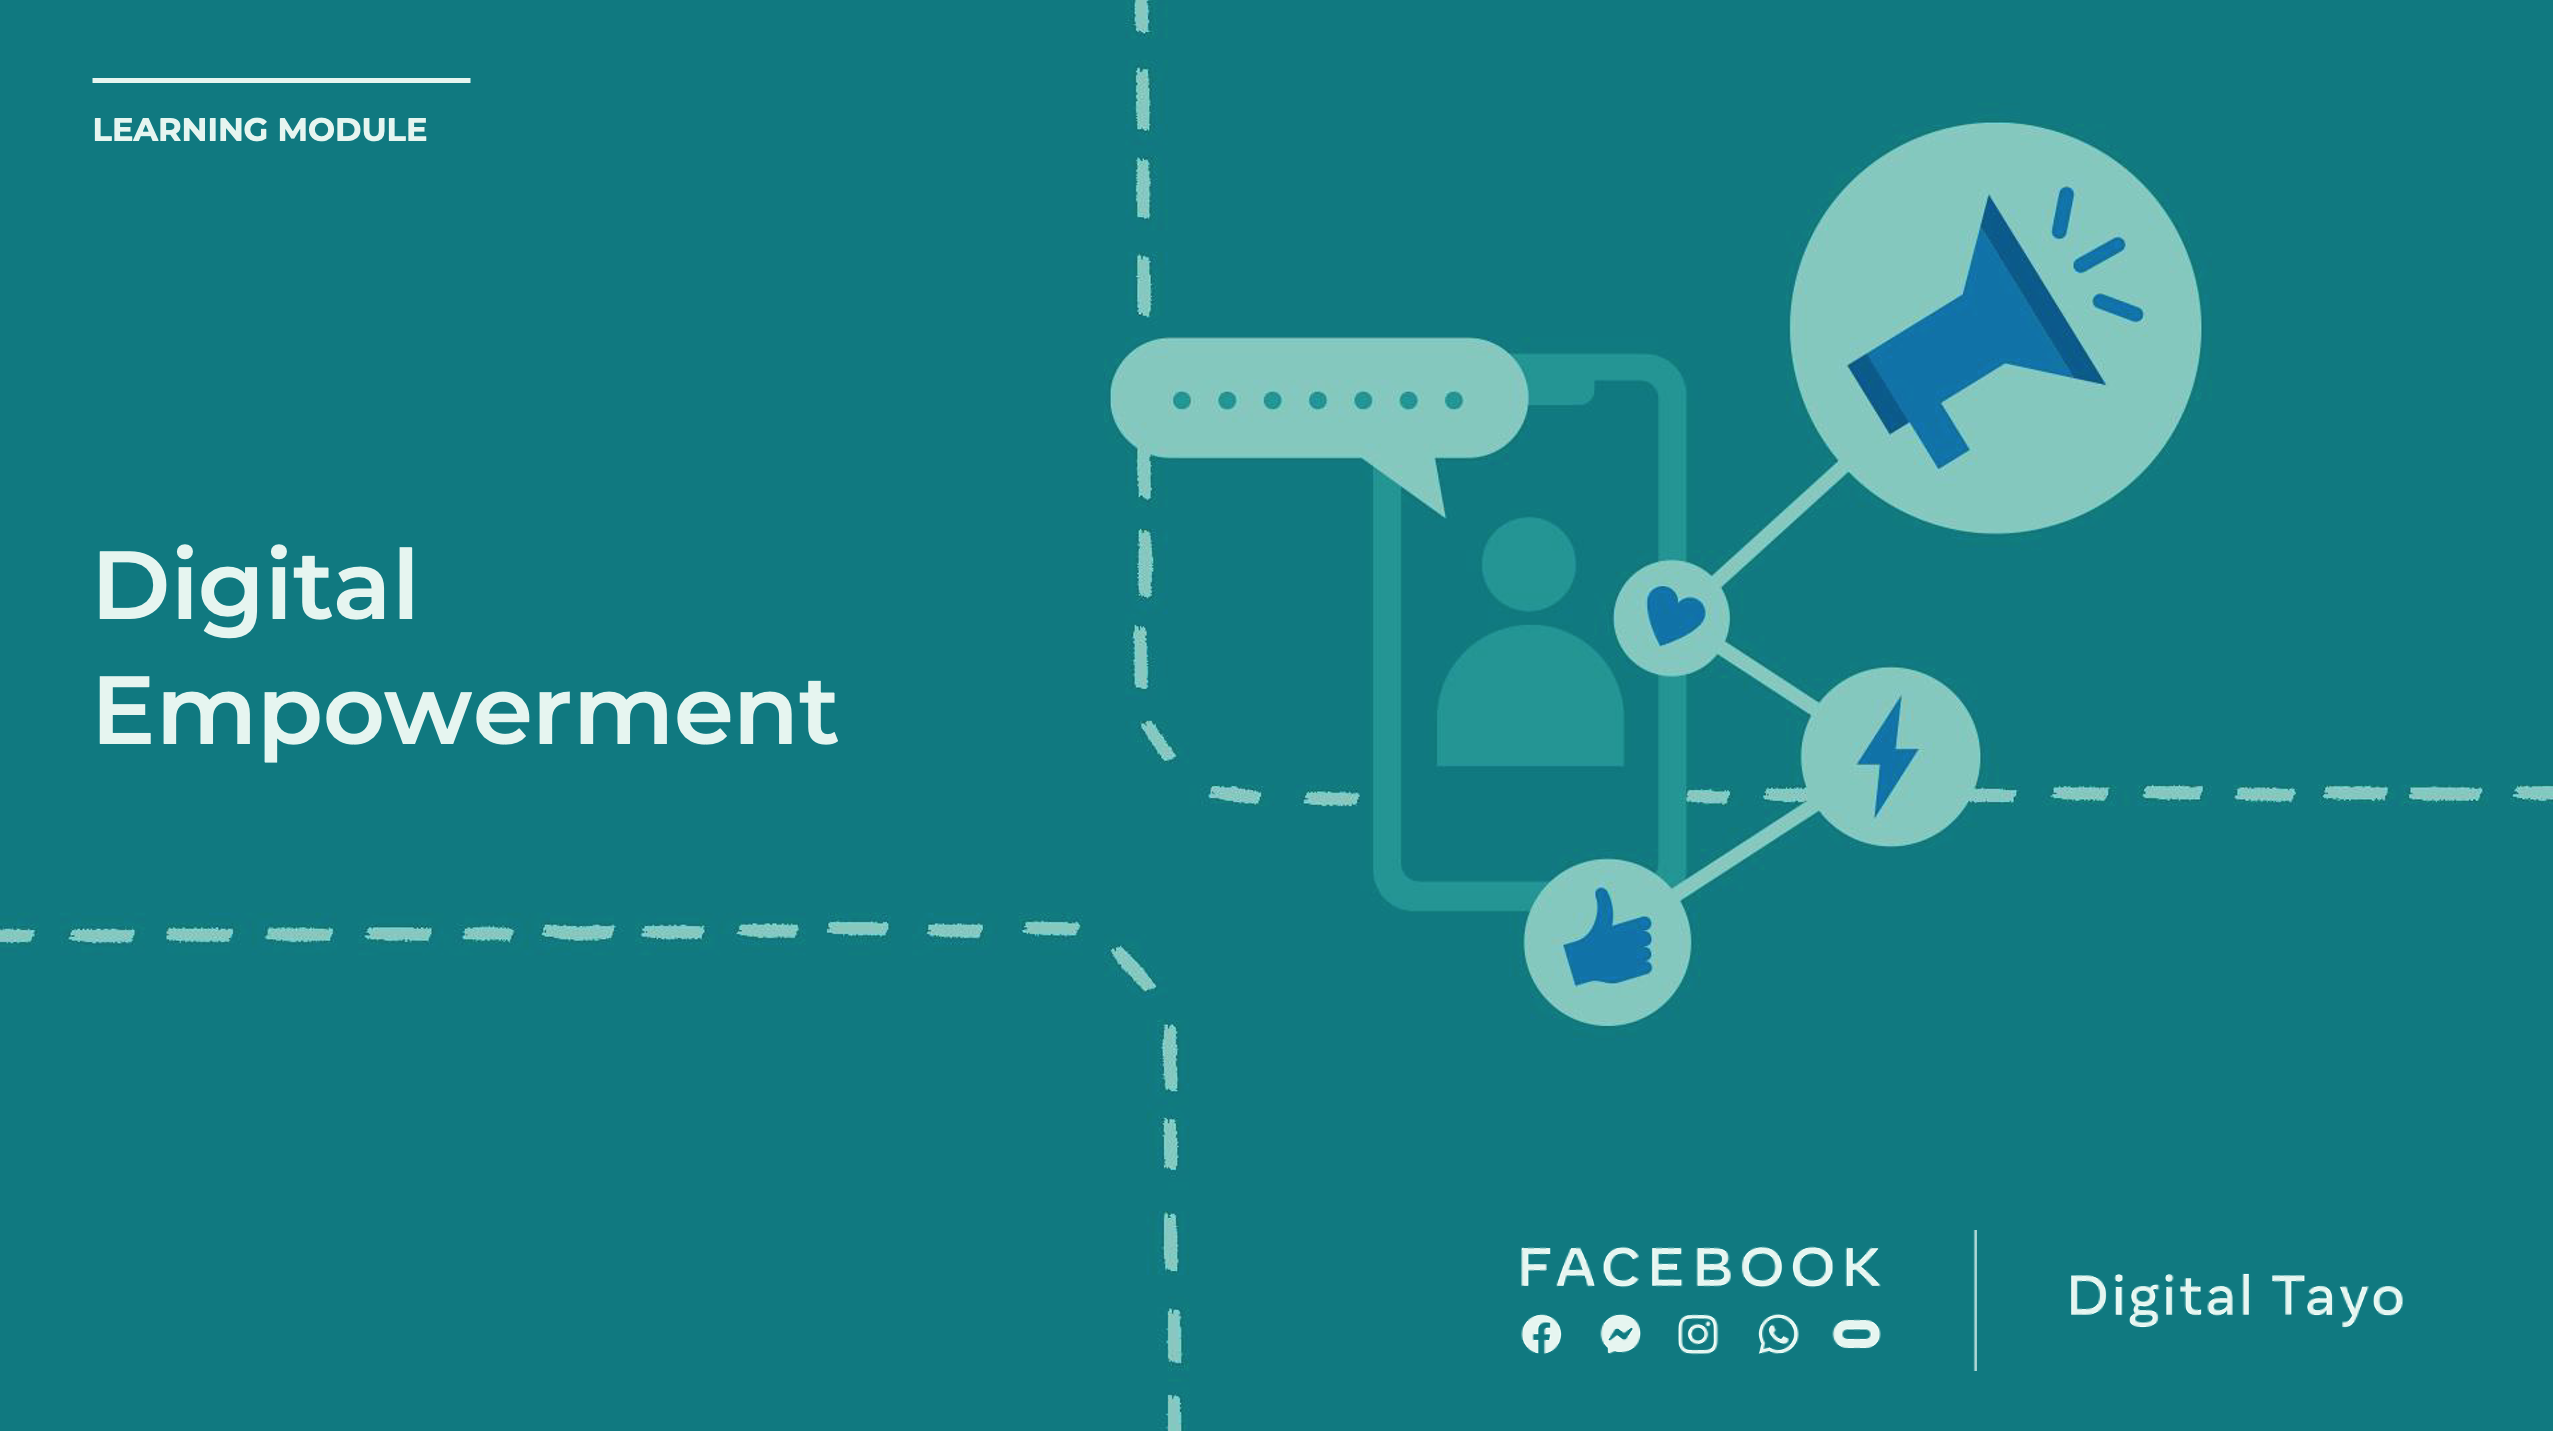 LEARNING MODULE
Digital
Empowerment
FACEBOOK
Digital Tayo